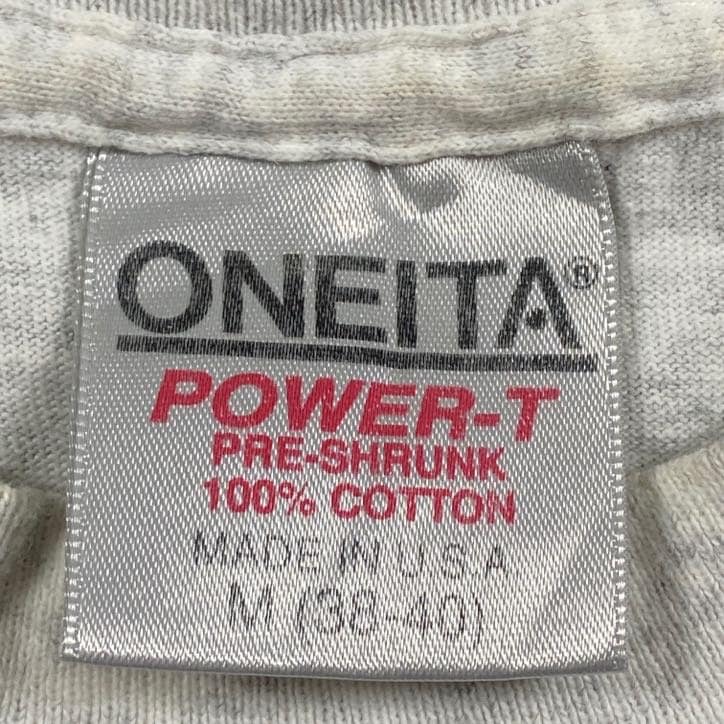 ONEITA®
POWER-T
PRE-SHRUNK
100% COTTON
MADE IN U.S.A
M (38-40)